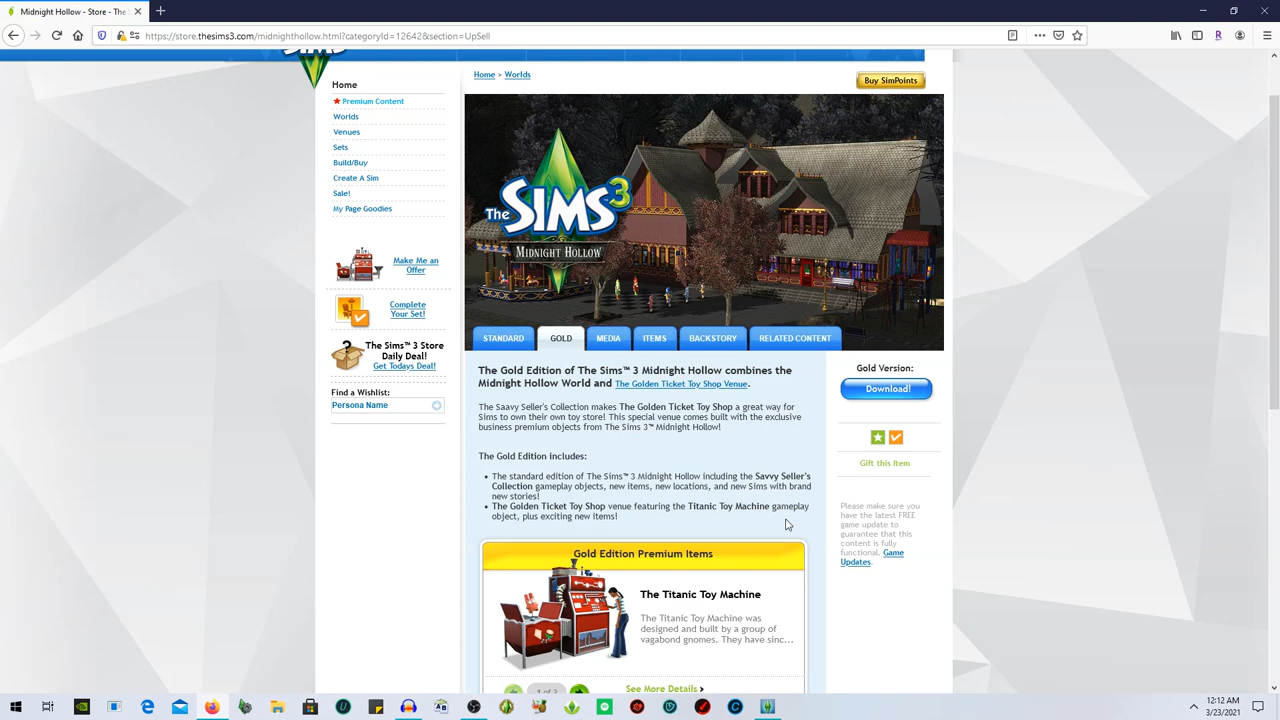 Midnight Hollow - Store - The S
https://store.thesims3.com/midnighthollow.html?categoryId=12642&section=UpSell
SIMS
Home
Premium Content
Worlds
Venues
Sets
Build/Buy
Create A Sim
Sale!
My Page Goodies
Make Me an
Offer
Complete
Your Set!
The Sims™ 3 Store
Daily Deal!
Get Todays Deal!
Find a Wishlist:
Persona Name
Home > Worlds
Buy SimPoints
The SIMS 3
MIDNIGHT HOLLOW
STANDARD
GOLD
MEDIA
ITEMS
BACKSTORY
RELATED CONTENT
The Gold Edition of The Sims™ 3 Midnight Hollow combines the
Midnight Hollow World and The Golden Ticket Toy Shop Venue.
The Saavy Seller's Collection makes The Golden Ticket Toy Shop a great way for
Sims to own their own toy store! This special venue comes built with the exclusive
business premium objects from The Sims 3™ Midnight Hollow!
The Gold Edition includes:
• The standard edition of The Sims™ 3 Midnight Hollow including the Savvy Seller's
Collection gameplay objects, new items, new locations, and new Sims with brand
new stories!
• The Golden Ticket Toy Shop venue featuring the Titanic Toy Machine gameplay
object, plus exciting new items!
Gold Edition Premium Items
The Titanic Toy Machine
The Titanic Toy Machine was
designed and built by a group of
vagabond gnomes. They have sinc...
See More Details >
Gold Version:
Download!
Gift this Item
Please make sure you
have the latest FREE
game update to
guarantee that this
content is fully
functional. Game
Updates.
12:12 AM
3/23/2021